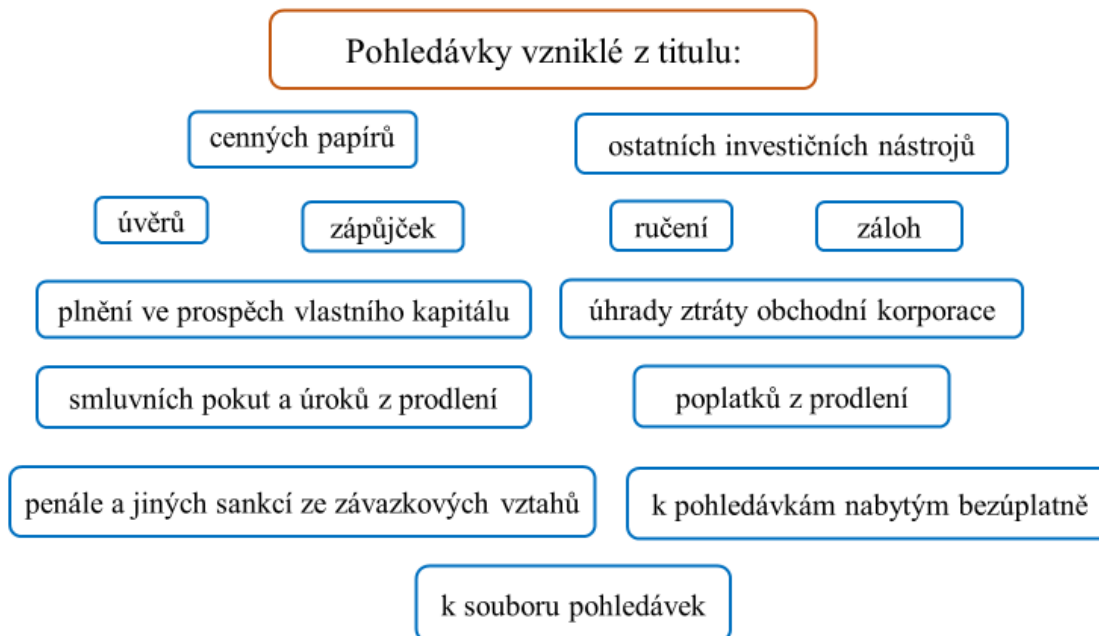 Pohledávky vzniklé z titulu:
cenných papírů
ostatních investičních nástrojů
úvěrů
zápůjček
ručení
záloh
plnění ve prospěch vlastního kapitálu
úhrady ztráty obchodní korporace
smluvních pokut a úroků z prodlení
poplatků z prodlení
penále a jiných sankcí ze závazkových vztahů
k pohledávkám nabytým bezúplatně
k souboru pohledávek